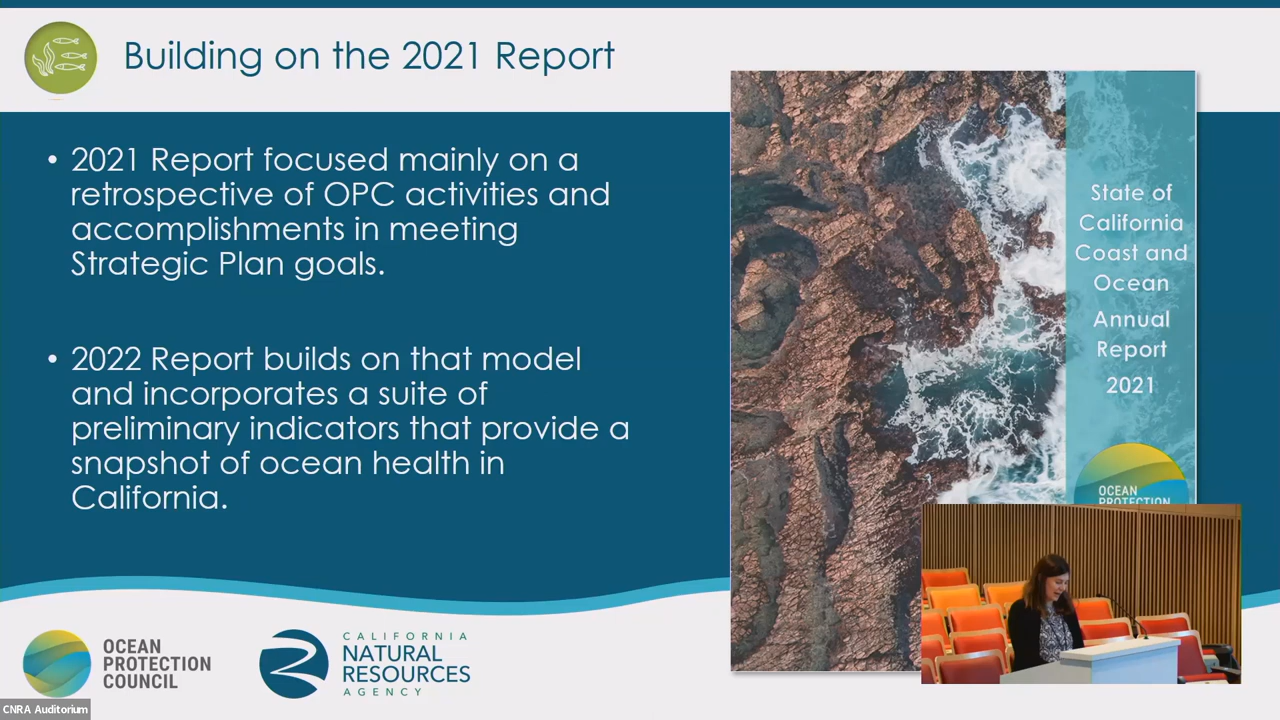 Building on the 2021 Report
• 2021 Report focused mainly on a
retrospective of OPC activities and
accomplishments in meeting
Strategic Plan goals.
• 2022 Report builds on that model
and incorporates a suite of
preliminary indicators that provide a
snapshot of ocean health in
California.
State of
California
Coast and
Ocean
Annual
Report
2021
OCEAN
PROTECTION
OCEAN
PROTECTION
COUNCIL
CALIFORNIA
NATURAL
RESOURCES
AGENCY
CNRA Auditorium